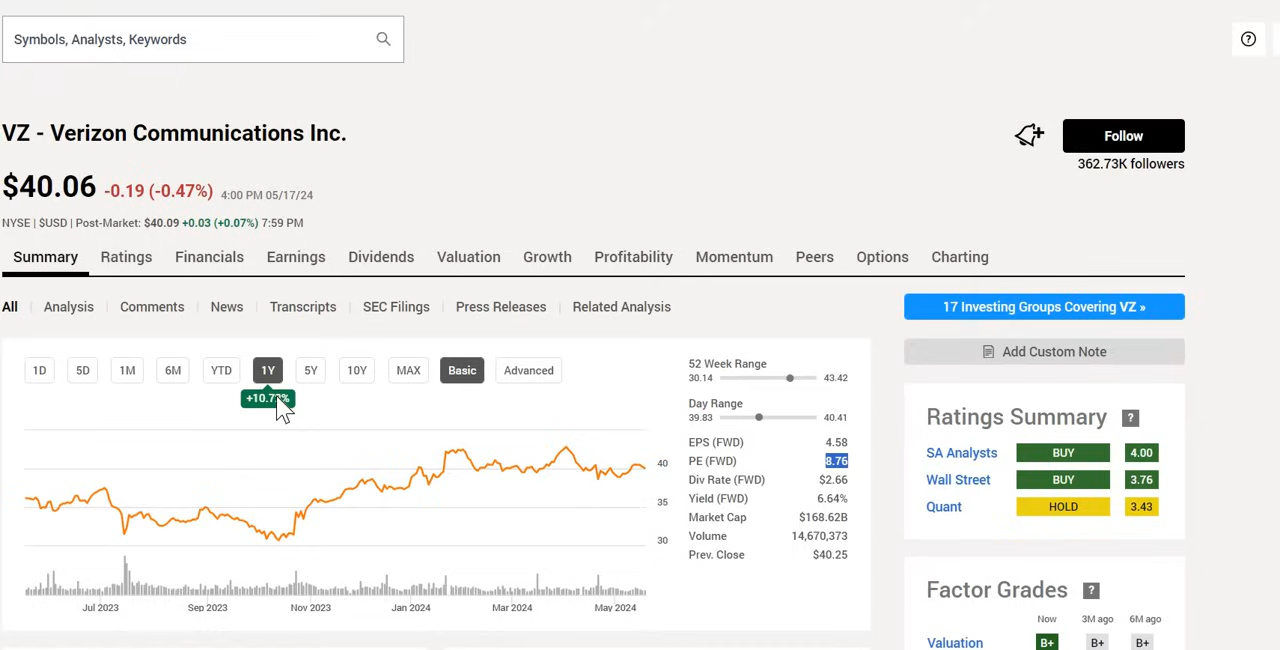 Symbols, Analysts, Keywords
VZ - Verizon Communications Inc.
Follow
362.73K followers
$40.06 -0.19 (-0.47%) 4:00 PM 05/17/24
NYSE | $USD | Post-Market: $40.09 +0.03 (+0.07%) 7:59 PM
Summary Ratings Financials Earnings Dividends Valuation Growth Profitability Momentum Peers Options Charting
All Analysis Comments News Transcripts SEC Filings Press Releases Related Analysis
17 Investing Groups Covering VZ »
Add Custom Note
1D 5D 1M 6M YTD 1Y 5Y 10Y MAX Basic Advanced
40
35
30
Jul 2023 Sep 2023 Nov 2023 Jan 2024 Mar 2024 May 2024
52 Week Range
30.14 43.42
Day Range
39.83 40.41
EPS (FWD) 4.58
PE (FWD) 8.76
Div Rate (FWD) $2.66
Yield (FWD) 6.64%
Market Cap $168.62B
Volume 14,670,373
Prev. Close $40.25
Ratings Summary ?
SA Analysts BUY 4.00
Wall Street BUY 3.76
Quant HOLD 3.43
Factor Grades ?
Now 3M ago 6M ago
Valuation B+ B+ B+